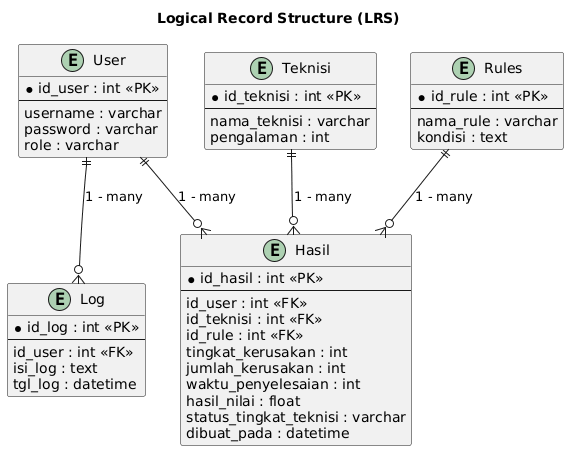 Logical Record Structure (LRS)
E User
id_user : int «PK»
username : varchar
password : varchar
role : varchar
E Teknisi
id_teknisi : int «PK»
nama_teknisi : varchar
pengalaman : int
E Rules
id_rule : int «PK»
nama_rule : varchar
kondisi : text
1 - many
1 - many
1 - many
1 - many
E Log
id_log : int «PK»
id_user : int «FK»
isi_log : text
tgl_log : datetime
E Hasil
id_hasil : int «PK»
id_user : int «FK»
id_teknisi : int «FK»
id_rule : int «FK»
tingkat_kerusakan : int
jumlah_kerusakan : int
waktu_penyelesaian : int
hasil_nilai : float
status_tingkat_teknisi : varchar
dibuat_pada : datetime